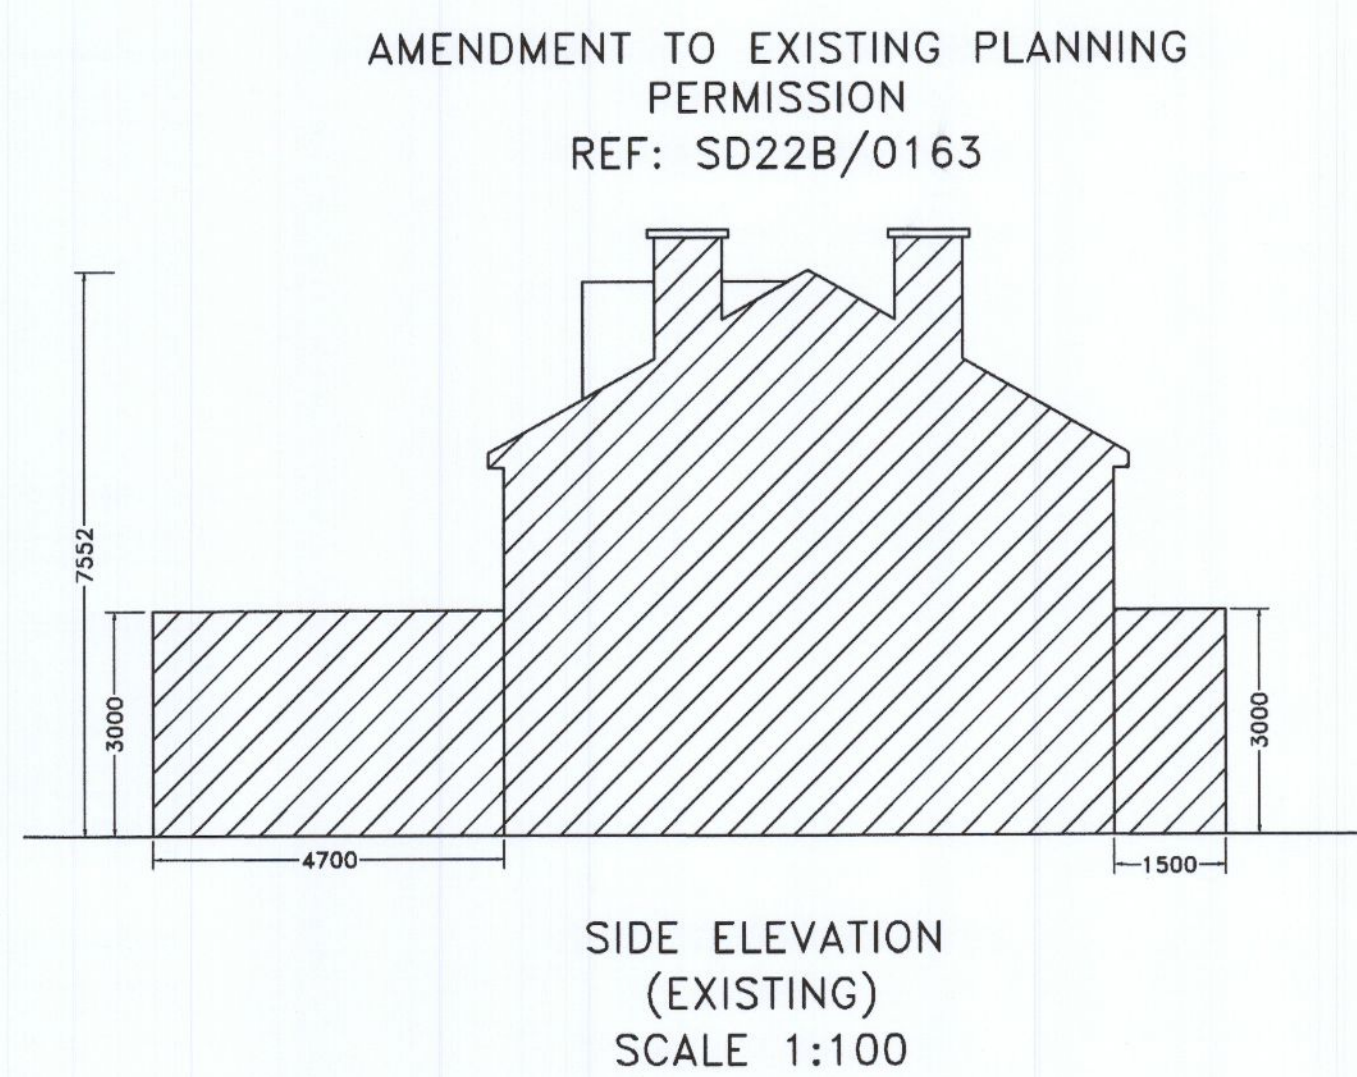 AMENDMENT TO EXISTING PLANNING
PERMISSION
REF: SD22B/0163
7552
3000
3000
4700
1500
SIDE ELEVATION
(EXISTING)
SCALE 1:100